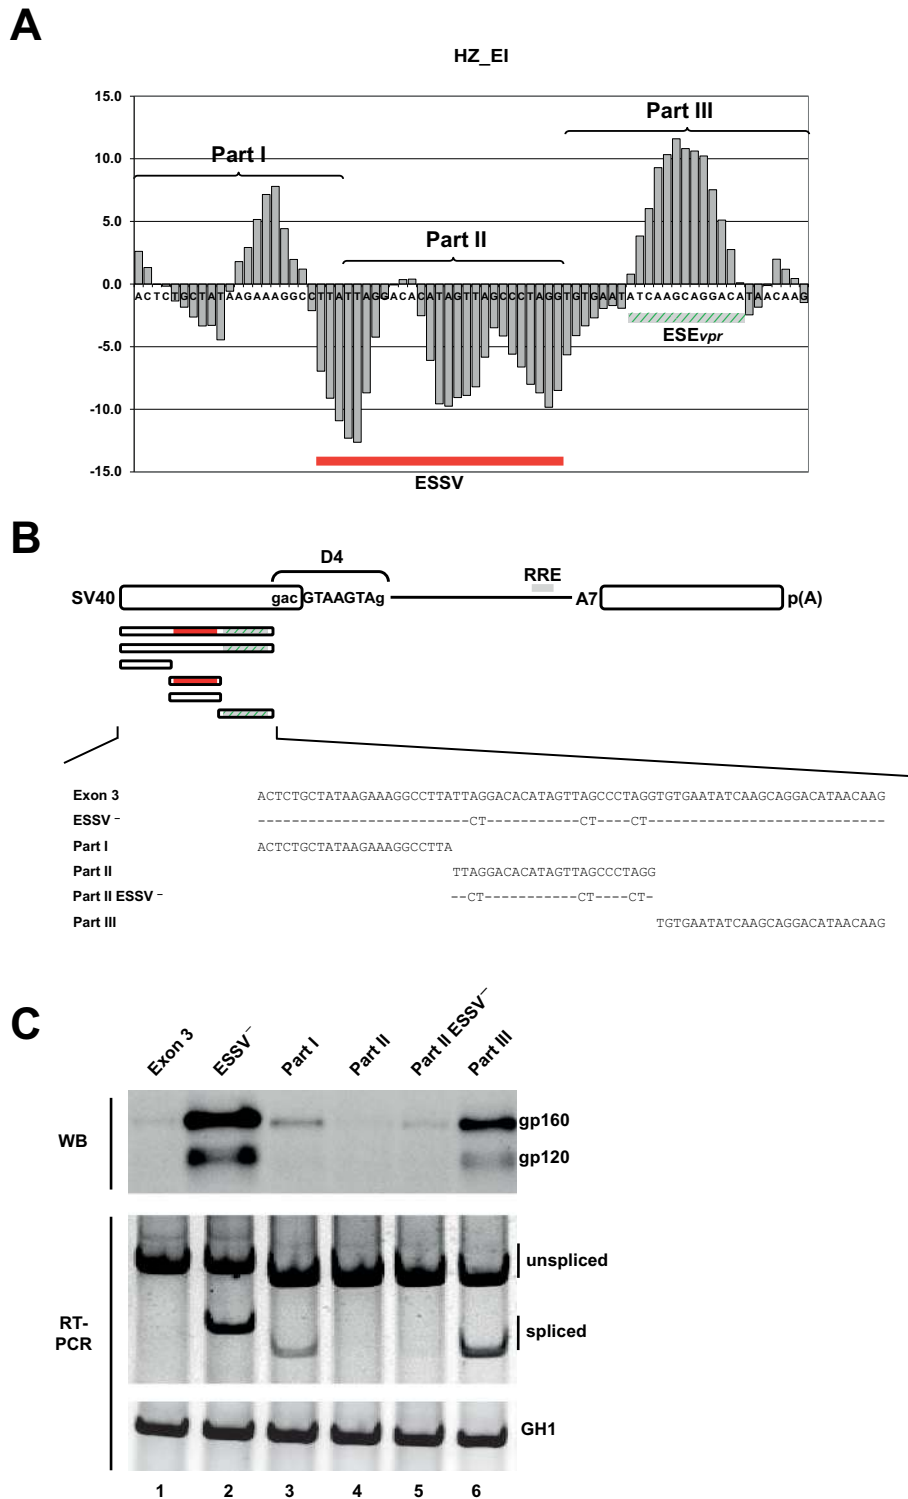 A
HZ_EI
15.0
10.0
5.0
0.0
-5.0
-10.0
-15.0
Part I
Part II
Part III
ACTCTGCTATAAGAAAGGCCTTATTAGGACACATAGTTAGCCCTAGGTGTGAATATCAAGCAGGACATAACAAG
ESEvpr
ESSV
B
D4
RRE
SV40
gac GTAAGTAg
A7
p(A)
Exon 3 ACTCTGCTATAAGAAAGGCCTTATTAGGACACATAGTTAGCCCTAGGTGTGAATATCAAGCAGGACATAACAAG
ESSV – ------------------------CT-----------CT----CT---------------------------
Part I ACTCTGCTATAAGAAAGGCCTTA
Part II TTAGGACACATAGTTAGCCCTAGG
Part II ESSV – --CT-----------CT----CT-
Part III TGTGAATATCAAGCAGGACATAACAAG
C
Exon 3
ESSV–
Part I
Part II
Part II ESSV–
Part III
WB
gp160
gp120
RT-
PCR
unspliced
spliced
GH1
1 2 3 4 5 6